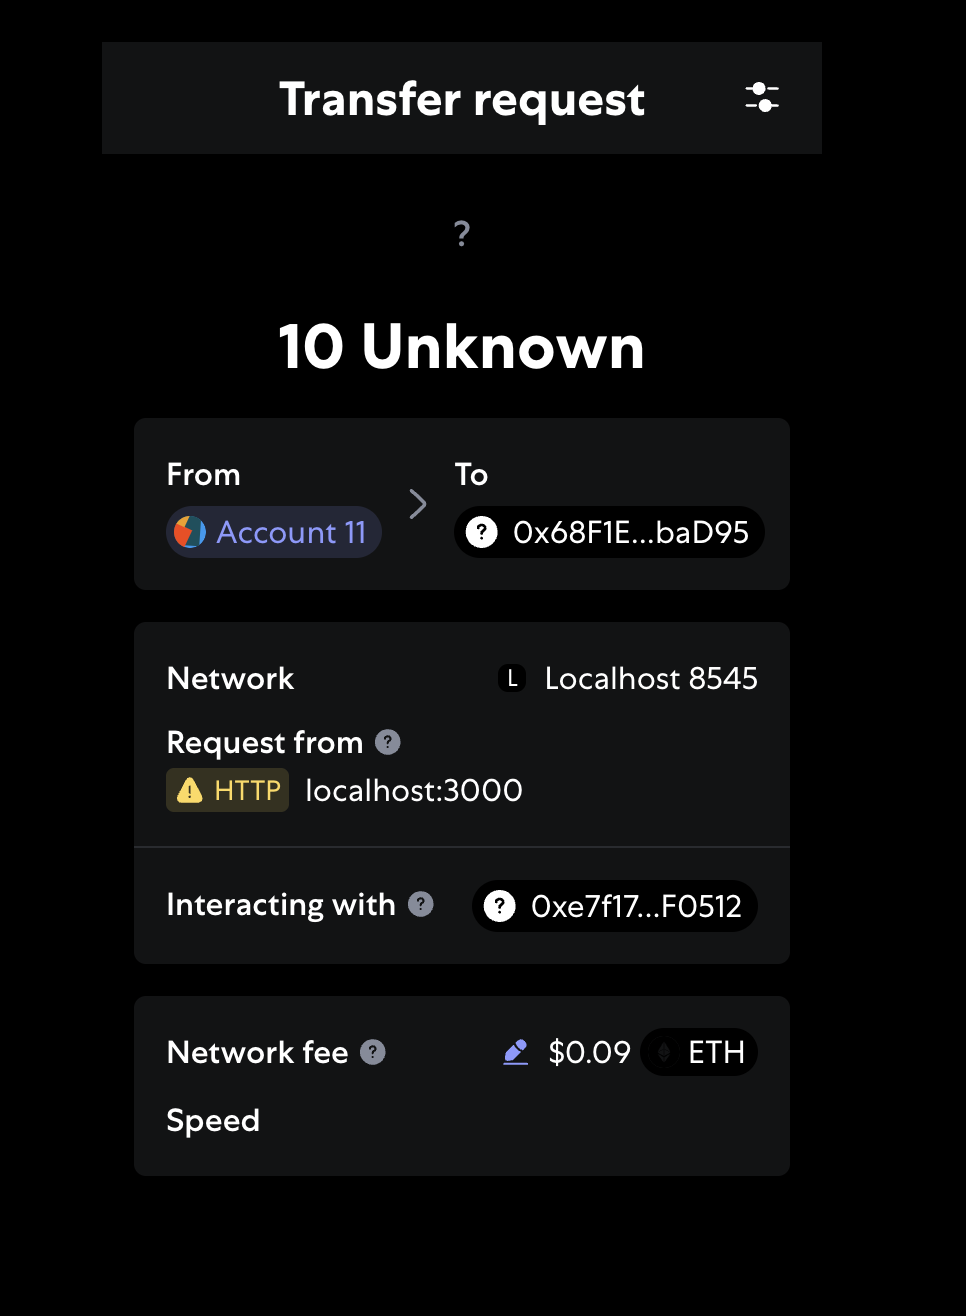 Transfer request
?
10 Unknown
From
To
Account 11
? 0x68F1E...baD95
Network
L Localhost 8545
Request from ?
! HTTP localhost:3000
Interacting with ?
? 0xe7f17...F0512
Network fee ?
$0.09 ETH
Speed